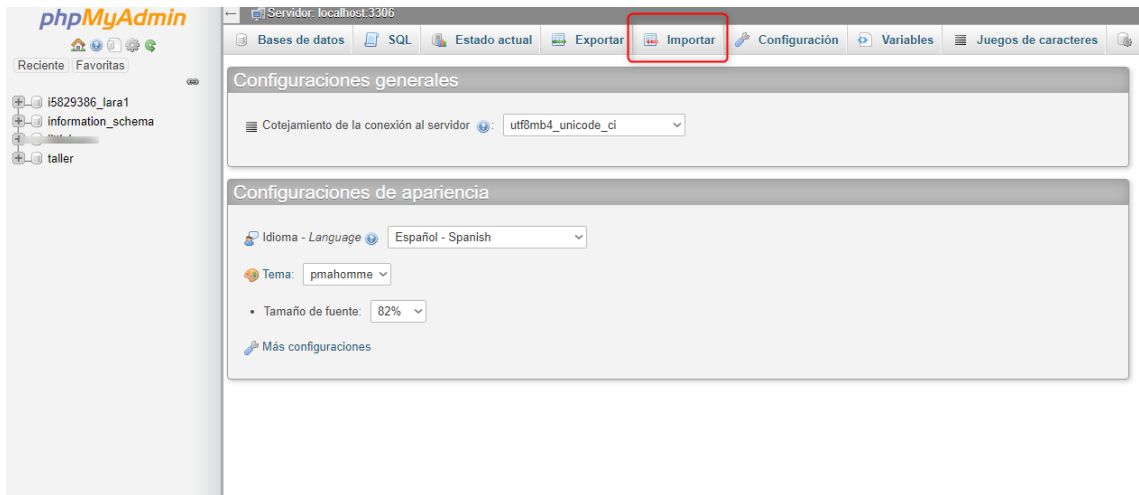 phpMyAdmin
Reciente Favoritas
i5829386_lara1
information_schema
taller
Servidor: localhost:3306
Bases de datos SQL Estado actual Exportar Importar Configuración Variables Juegos de caracteres
Configuraciones generales
Cotejamiento de la conexión al servidor : utf8mb4_unicode_ci
Configuraciones de apariencia
Idioma - Language Español - Spanish
Tema: pmahomme
• Tamaño de fuente: 82%
Más configuraciones